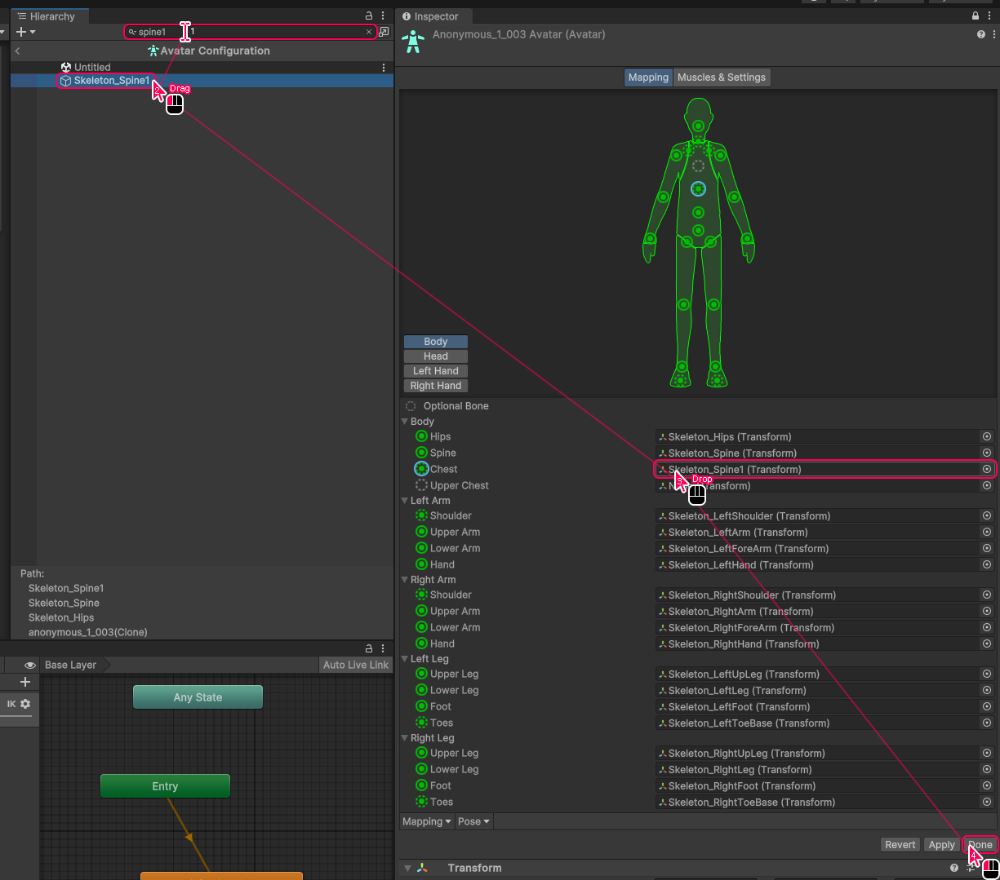 Hierarchy
spine1
1
Avatar Configuration
Untitled
Skeleton_Spine1
2
Drag
Path:
Skeleton_Spine1
Skeleton_Spine
Skeleton_Hips
anonymous_1_003(Clone)
Base Layer
Auto Live Link
IK
Any State
Entry
Inspector
Anonymous_1_003 Avatar (Avatar)
Mapping
Muscles & Settings
Body
Head
Left Hand
Right Hand
Optional Bone
Body
Hips Skeleton_Hips (Transform)
Spine Skeleton_Spine (Transform)
Chest Skeleton_Spine1 (Transform)
3
Drop
Upper Chest
Left Arm
Shoulder Skeleton_LeftShoulder (Transform)
Upper Arm Skeleton_LeftArm (Transform)
Lower Arm Skeleton_LeftForeArm (Transform)
Hand Skeleton_LeftHand (Transform)
Right Arm
Shoulder Skeleton_RightShoulder (Transform)
Upper Arm Skeleton_RightArm (Transform)
Lower Arm Skeleton_RightForeArm (Transform)
Hand Skeleton_RightHand (Transform)
Left Leg
Upper Leg Skeleton_LeftUpLeg (Transform)
Lower Leg Skeleton_LeftLeg (Transform)
Foot Skeleton_LeftFoot (Transform)
Toes Skeleton_LeftToeBase (Transform)
Right Leg
Upper Leg Skeleton_RightUpLeg (Transform)
Lower Leg Skeleton_RightLeg (Transform)
Foot Skeleton_RightFoot (Transform)
Toes Skeleton_RightToeBase (Transform)
Mapping Pose
Revert Apply Done
4
Transform